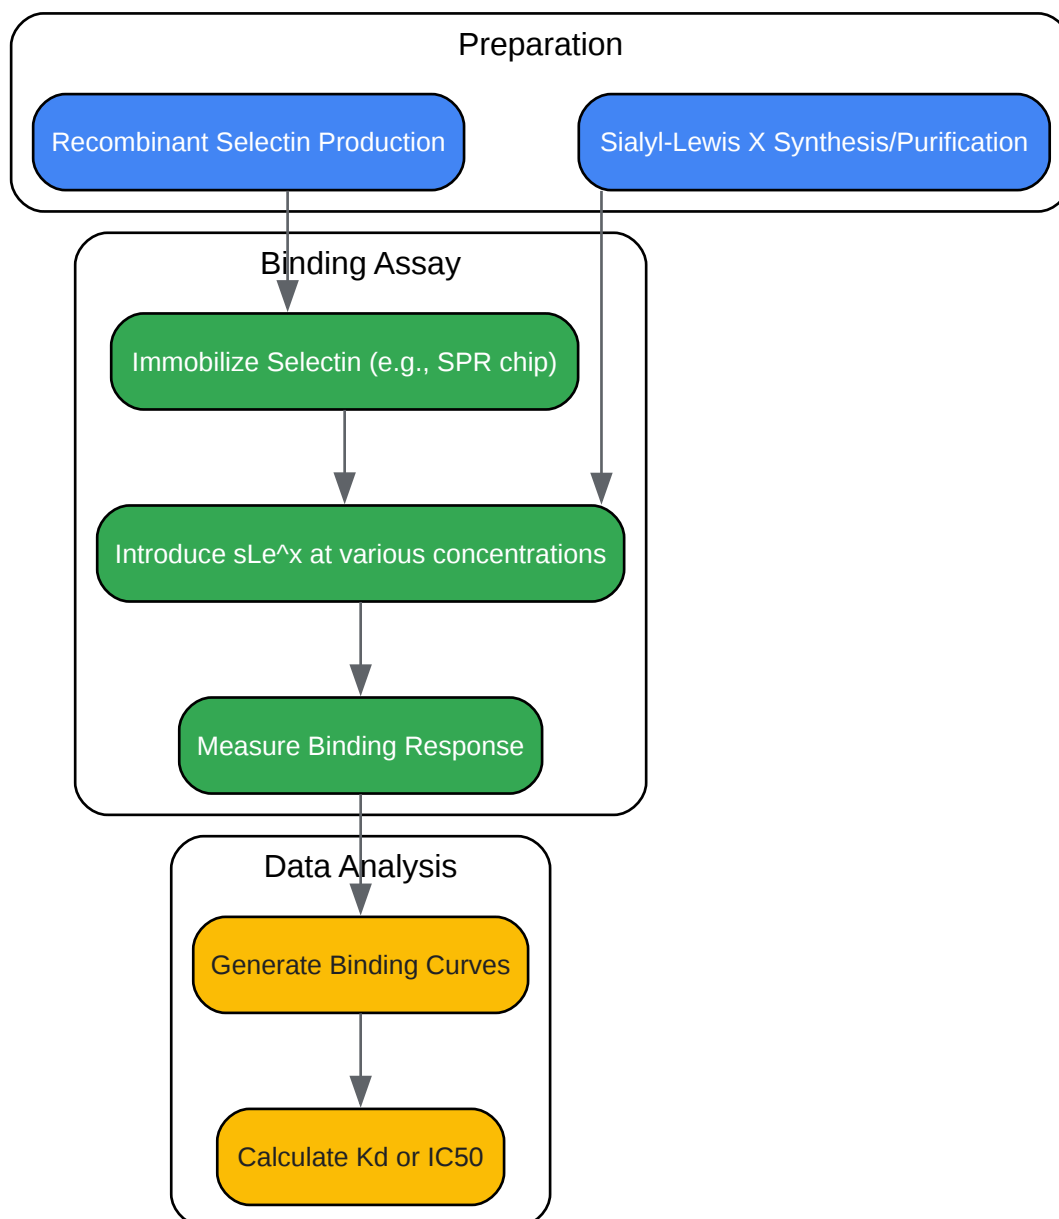 Preparation
Recombinant Selectin Production
Sialyl-Lewis X Synthesis/Purification
Binding Assay
Immobilize Selectin (e.g., SPR chip)
Introduce sLe^x at various concentrations
Measure Binding Response
Data Analysis
Generate Binding Curves
Calculate Kd or IC50